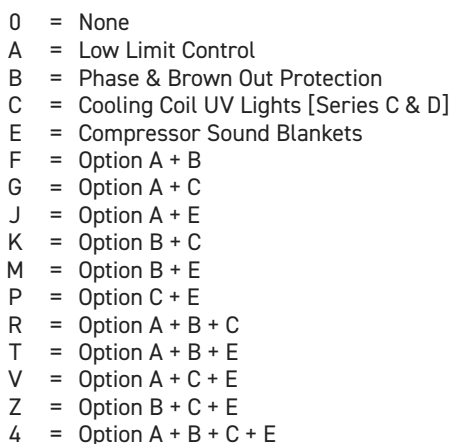 0 = None
A = Low Limit Control
B = Phase & Brown Out Protection
C = Cooling Coil UV Lights [Series C & D]
E = Compressor Sound Blankets
F = Option A + B
G = Option A + C
J = Option A + E
K = Option B + C
M = Option B + E
P = Option C + E
R = Option A + B + C
T = Option A + B + E
V = Option A + C + E
Z = Option B + C + E
4 = Option A + B + C + E